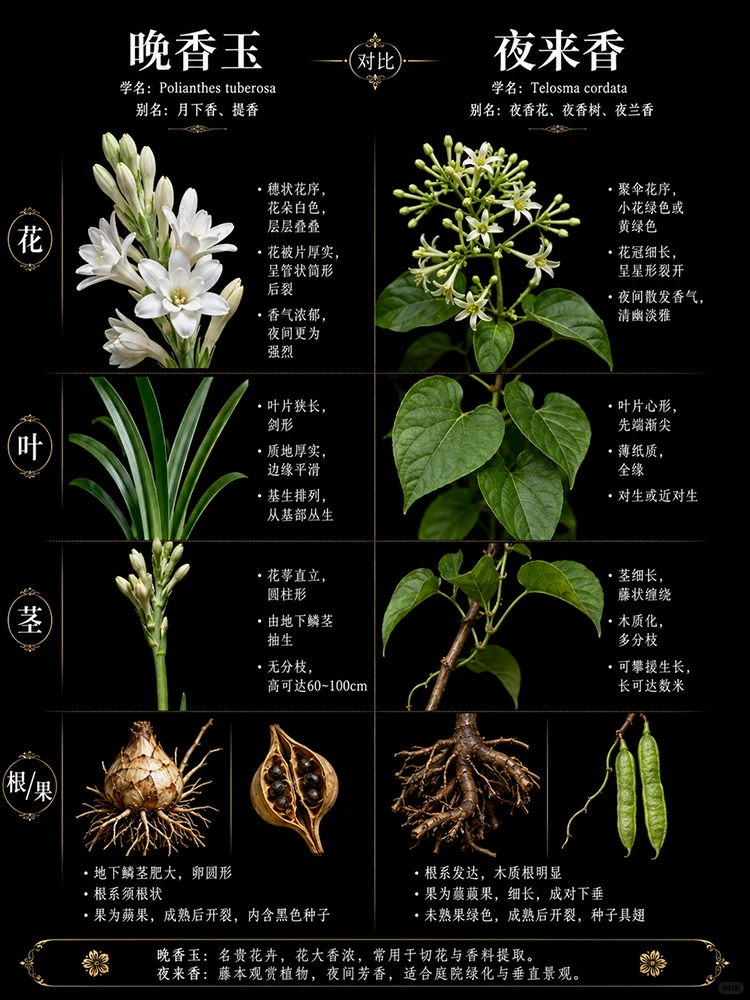 晚香玉
对比
夜来香
学名：Polianthes tuberosa
学名：Telosma cordata
别名：月下香、提香
别名：夜香花、夜香树、夜兰香
花
・穗状花序，
花朵白色，
层层叠叠
・花被片厚实，
呈管状筒形
后裂
・香气浓郁，
夜间更为
强烈
・聚伞花序，
小花绿色或
黄绿色
・花冠细长，
呈星形裂开
・夜间散发香气，
清幽淡雅
叶
・叶片狭长，
剑形
・质地厚实，
边缘平滑
・基生排列，
从基部丛生
・叶片心形，
先端渐尖
・薄纸质，
全缘
・对生或近对生
茎
・花葶直立，
圆柱形
・由地下鳞茎
抽生
・无分枝，
高可达60~100cm
・茎细长，
藤状缠绕
・木质化，
多分枝
・可攀援生长，
长可达数米
根/果
・地下鳞茎肥大，卵圆形
・根系须根状
・果为蒴果，成熟后开裂，内含黑色种子
・根系发达，木质根明显
・果为蓇葖果，细长，成对下垂
・未熟果绿色，成熟后开裂，种子具翅
晚香玉：名贵花卉，花大香浓，常用于切花与香料提取。
夜来香：藤本观赏植物，夜间芳香，适合庭院绿化与垂直景观。